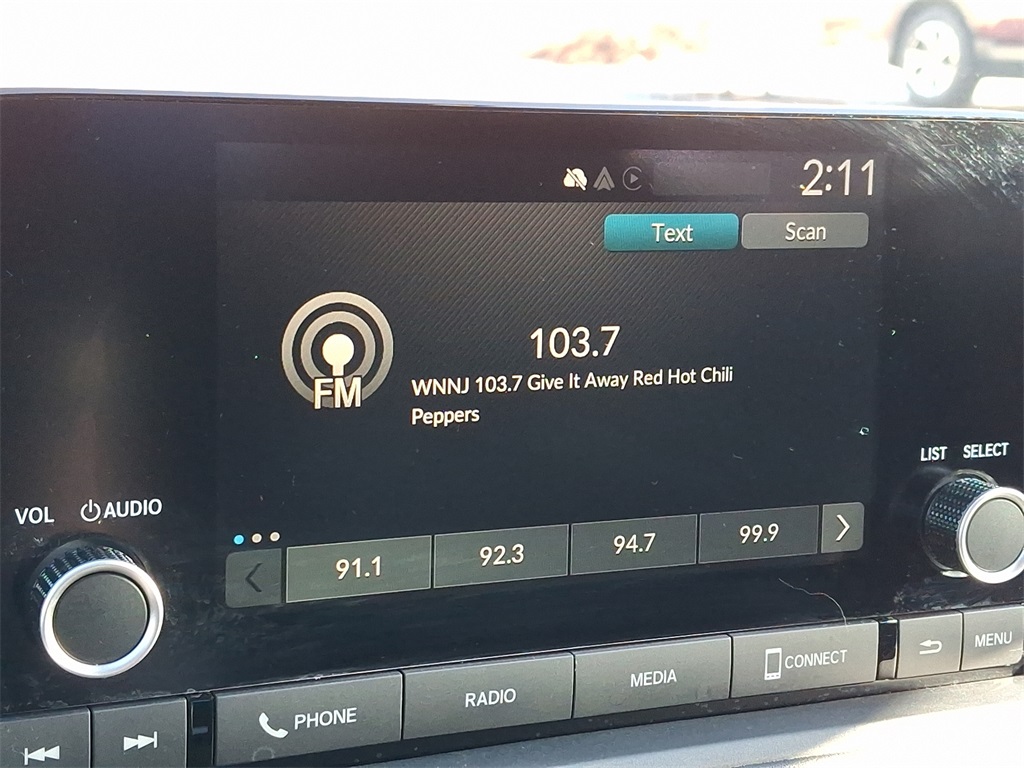 2:11
Text Scan
FM
103.7
WNNJ 103.7 Give It Away Red Hot Chili
Peppers
VOL AUDIO
LIST SELECT
91.1 92.3 94.7 99.9
PHONE RADIO MEDIA CONNECT MENU